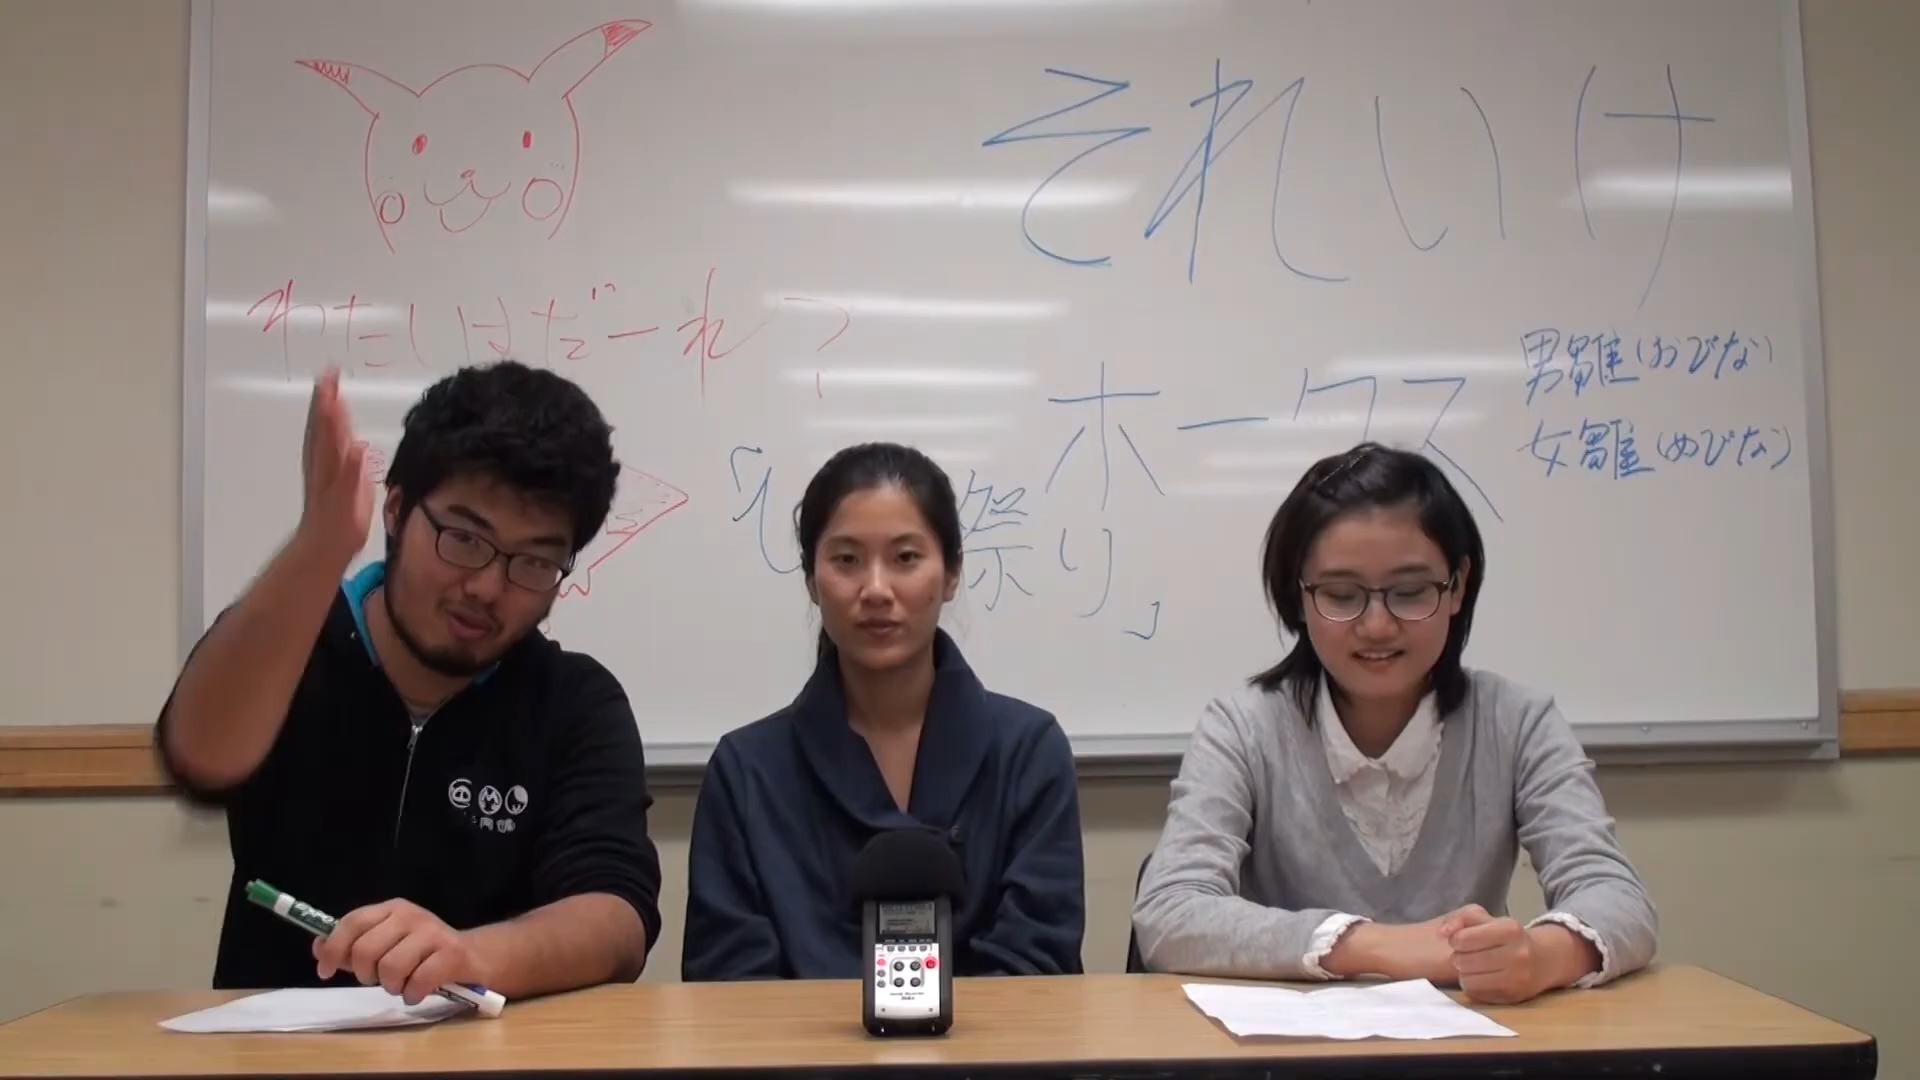 それいけ
わたしはだーれ?
ホークス
男雛(おびな)
女雛(めびな)
「ひ
祭り」
EXPO